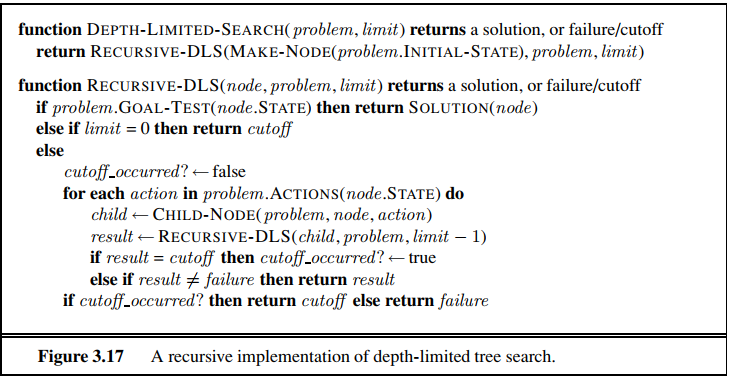 function DEPTH-LIMITED-SEARCH(problem, limit) returns a solution, or failure/cutoff
return RECURSIVE-DLS(MAKE-NODE(problem.INITIAL-STATE), problem, limit)
function RECURSIVE-DLS(node, problem, limit) returns a solution, or failure/cutoff
if problem.GOAL-TEST(node.STATE) then return SOLUTION(node)
else if limit = 0 then return cutoff
else
cutoff_occurred? ← false
for each action in problem.ACTIONS(node.STATE) do
child ← CHILD-NODE(problem, node, action)
result ← RECURSIVE-DLS(child, problem, limit − 1)
if result = cutoff then cutoff_occurred? ← true
else if result ≠ failure then return result
if cutoff_occurred? then return cutoff else return failure
Figure 3.17 A recursive implementation of depth-limited tree search.